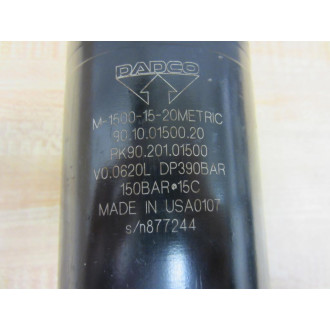 DADCO
M-1500-15-20METRIC
90.10.01500.20
RK90.201.01500
V0.0620L DP390BAR
150BAR•15C
MADE IN USA0107
s/n877244